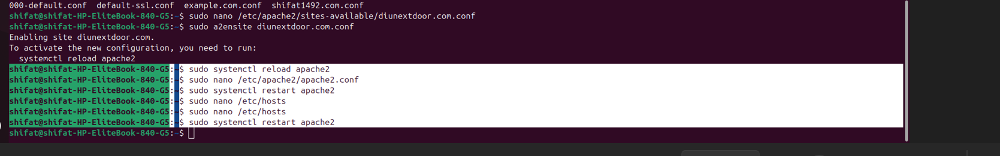 000-default.conf  default-ssl.conf  example.com.conf  shifat1492.com.conf
shifat@shifat-HP-EliteBook-840-G5:~$ sudo nano /etc/apache2/sites-available/diunextdoor.com.conf
shifat@shifat-HP-EliteBook-840-G5:~$ sudo a2ensite diunextdoor.com.conf
Enabling site diunextdoor.com.
To activate the new configuration, you need to run:
  systemctl reload apache2
shifat@shifat-HP-EliteBook-840-G5:~$ sudo systemctl reload apache2
shifat@shifat-HP-EliteBook-840-G5:~$ sudo nano /etc/apache2/apache2.conf
shifat@shifat-HP-EliteBook-840-G5:~$ sudo systemctl restart apache2
shifat@shifat-HP-EliteBook-840-G5:~$ sudo nano /etc/hosts
shifat@shifat-HP-EliteBook-840-G5:~$ sudo nano /etc/hosts
shifat@shifat-HP-EliteBook-840-G5:~$ sudo systemctl restart apache2
shifat@shifat-HP-EliteBook-840-G5:~$